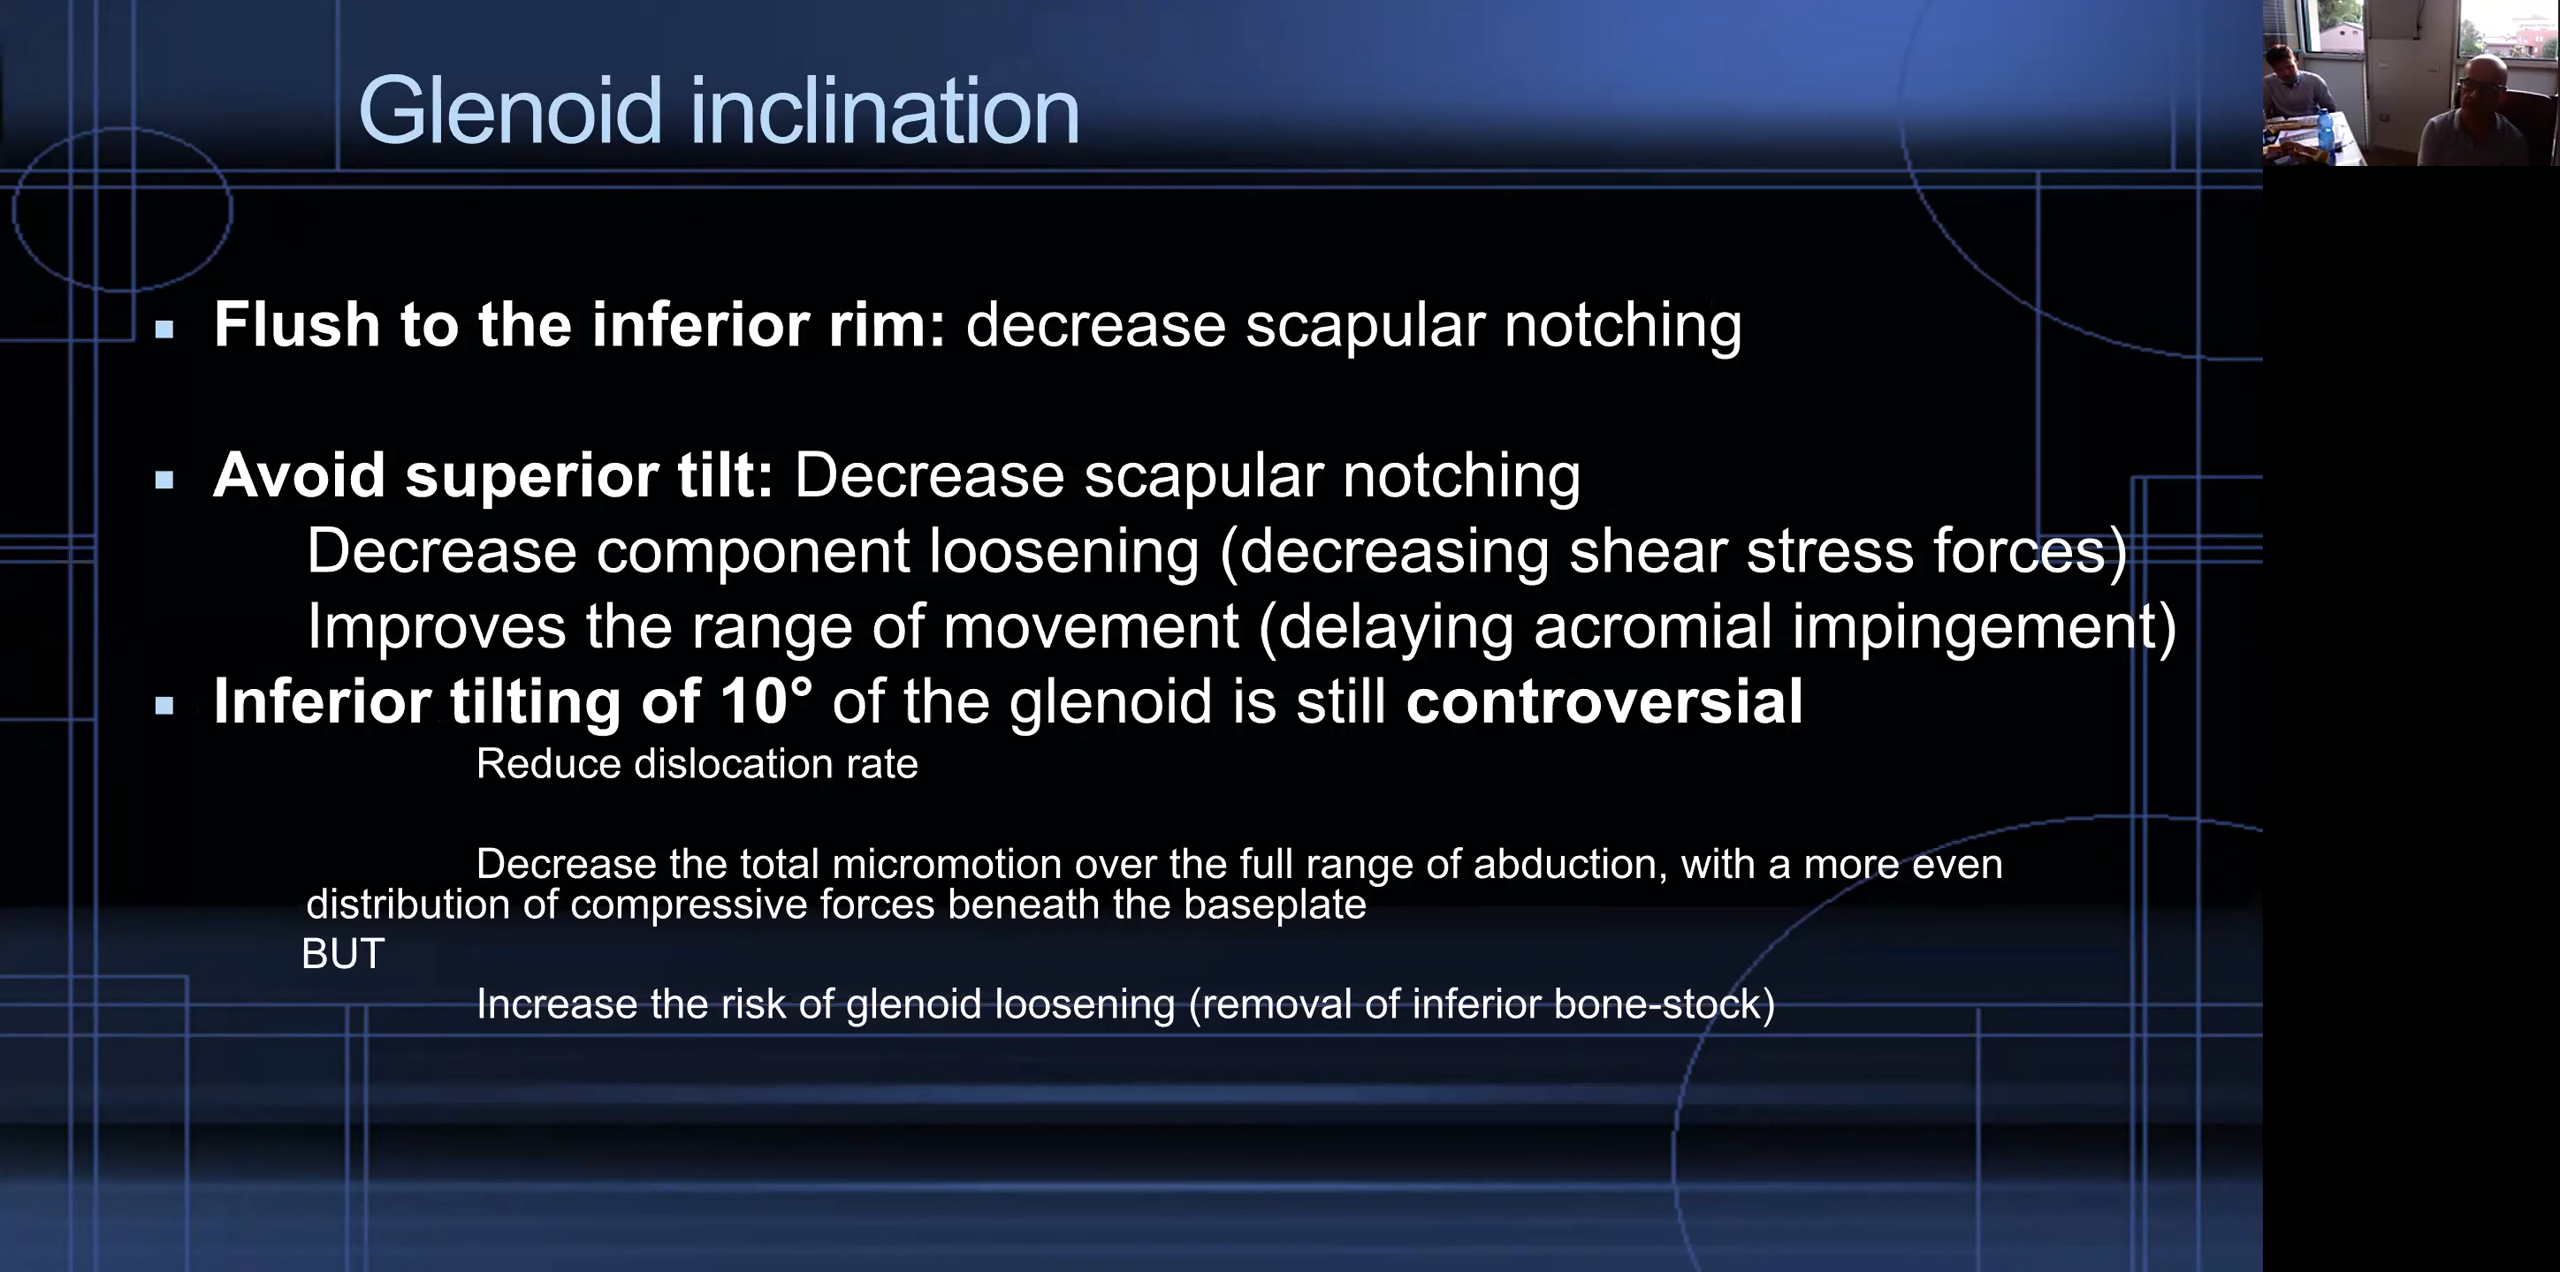 Glenoid inclination
Flush to the inferior rim: decrease scapular notching
Avoid superior tilt: Decrease scapular notching
Decrease component loosening (decreasing shear stress forces)
Improves the range of movement (delaying acromial impingement)
Inferior tilting of 10° of the glenoid is still controversial
Reduce dislocation rate
Decrease the total micromotion over the full range of abduction, with a more even
distribution of compressive forces beneath the baseplate
BUT
Increase the risk of glenoid loosening (removal of inferior bone-stock)